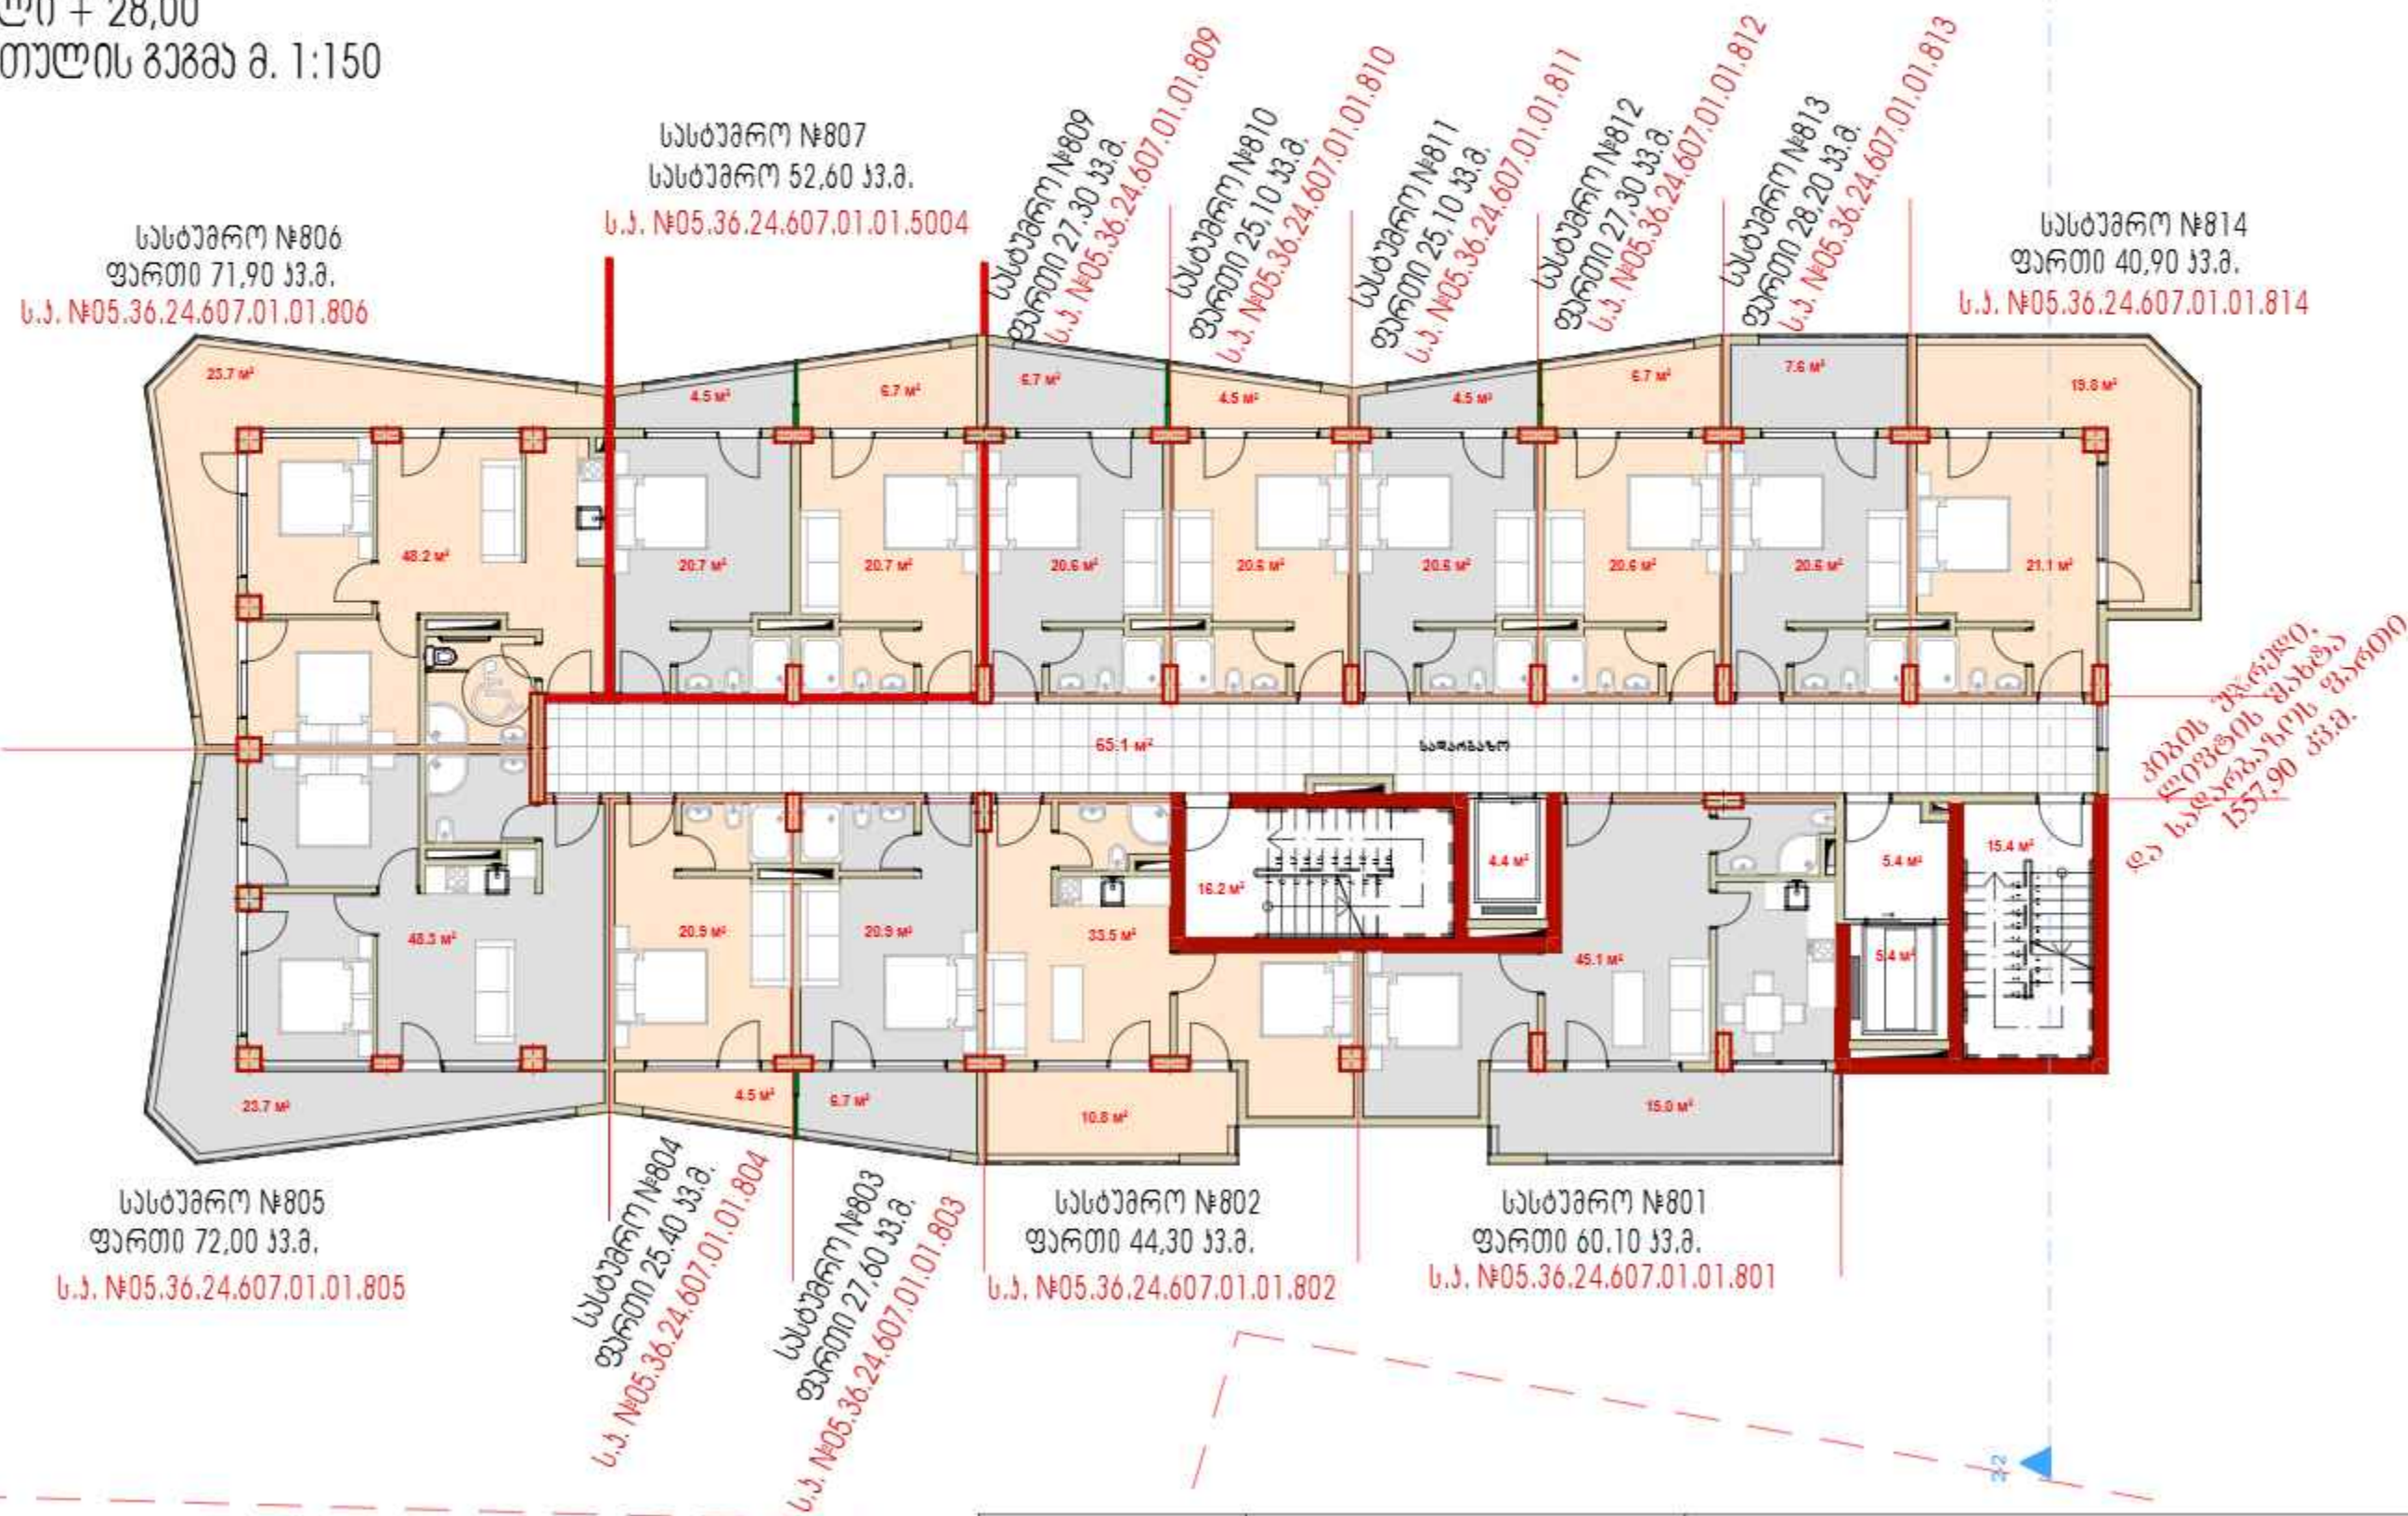 + 28,00
გეგმა მ. 1:150
სასტუმრო №807
სასტუმრო 52,60 კვ.მ.
ს.კ. №05.36.24.607.01.01.5004
სასტუმრო №809
ფართი 27.30 კვ.მ.
ს.კ. №05.36.24.607.01.01.809
სასტუმრო №810
ფართი 25,10 კვ.მ.
ს.კ. №05.36.24.607.01.01.810
სასტუმრო №811
ფართი 25,10 კვ.მ.
ს.კ. №05.36.24.607.01.01.811
სასტუმრო №812
ფართი 27,30 კვ.მ.
ს.კ. №05.36.24.607.01.01.812
სასტუმრო №813
ფართი 28,20 კვ.მ.
ს.კ. №05.36.24.607.01.01.813
სასტუმრო №806
ფართი 71,90 კვ.მ.
ს.კ. №05.36.24.607.01.01.806
სასტუმრო №814
ფართი 40,90 კვ.მ.
ს.კ. №05.36.24.607.01.01.814
23.7 м²
4.5 м²
6.7 м²
6.7 м²
4.5 м²
4.5 м²
6.7 м²
7.6 м²
19.8 м²
48.2 м²
20.7 м²
20.7 м²
20.6 м²
20.6 м²
20.6 м²
20.6 м²
20.6 м²
21.1 м²
65.1 м²
სადარბაზო
კიბის უჯრედი,
ლიფტის შახტა
და სადარბაზოს ფართი
1557,90 კვ.მ.
16.2 м²
4.4 м²
5.4 м²
15.4 м²
48.3 м²
20.9 м²
20.9 м²
33.5 м²
45.1 м²
5.4 м²
23.7 м²
4.5 м²
6.7 м²
10.8 м²
15.0 м²
სასტუმრო №805
ფართი 72,00 კვ.მ.
ს.კ. №05.36.24.607.01.01.805
სასტუმრო №804
ფართი 25.40 კვ.მ.
ს.კ. №05.36.24.607.01.01.804
სასტუმრო №803
ფართი 27,60 კვ.მ.
ს.კ. №05.36.24.607.01.01.803
სასტუმრო №802
ფართი 44,30 კვ.მ.
ს.კ. №05.36.24.607.01.01.802
სასტუმრო №801
ფართი 60.10 კვ.მ.
ს.კ. №05.36.24.607.01.01.801
2-2